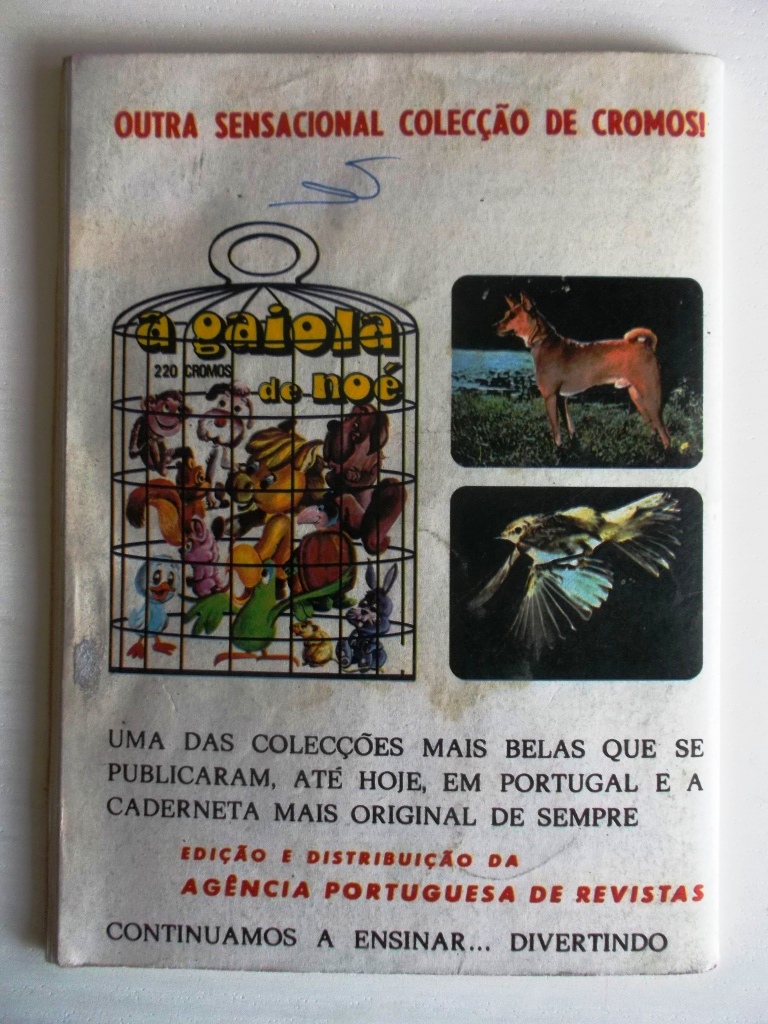 OUTRA SENSACIONAL COLECÇÃO DE CROMOS!
a gaiola
220 CROMOS
de noé
UMA DAS COLECÇÕES MAIS BELAS QUE SE
PUBLICARAM, ATÉ HOJE, EM PORTUGAL E A
CADERNETA MAIS ORIGINAL DE SEMPRE
EDIÇÃO E DISTRIBUIÇÃO DA
AGÊNCIA PORTUGUESA DE REVISTAS
CONTINUAMOS A ENSINAR... DIVERTINDO